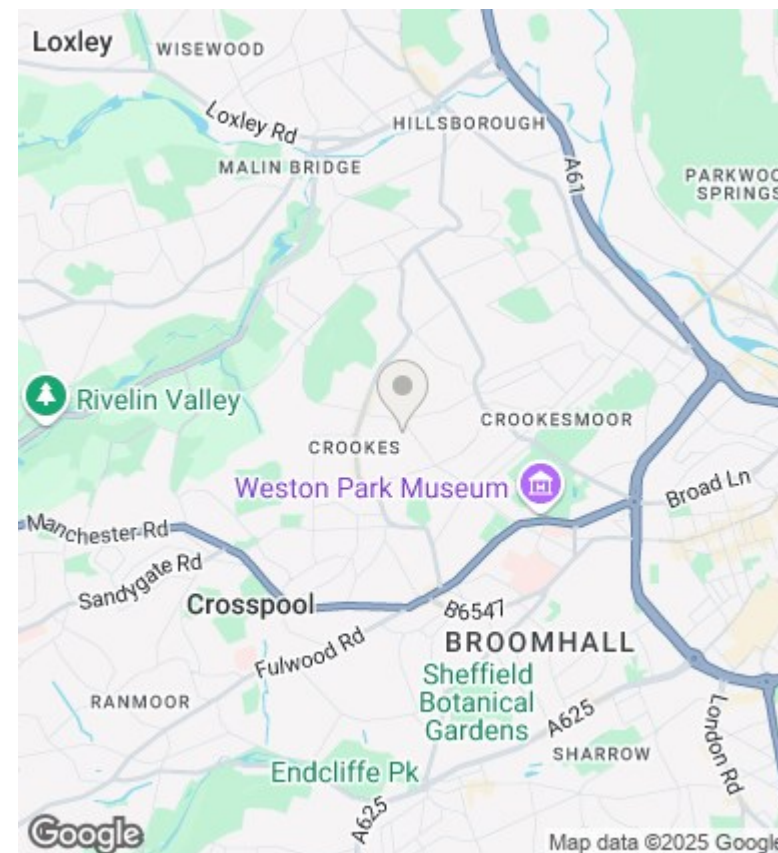 Loxley
WISEWOOD
Loxley Rd
HILLSBOROUGH
MALIN BRIDGE
A61
PARKWOO
SPRINGS
Rivelin Valley
CROOKESMOOR
CROOKES
Weston Park Museum
Broad Ln
Manchester Rd
Sandygate Rd
Crosspool
B6547
Fulwood Rd
BROOMHALL
Sheffield
Botanical
Gardens
RANMOOR
A625
SHARROW
London Rd
Endcliffe Pk
A625
Google
Map data ©2025 Google